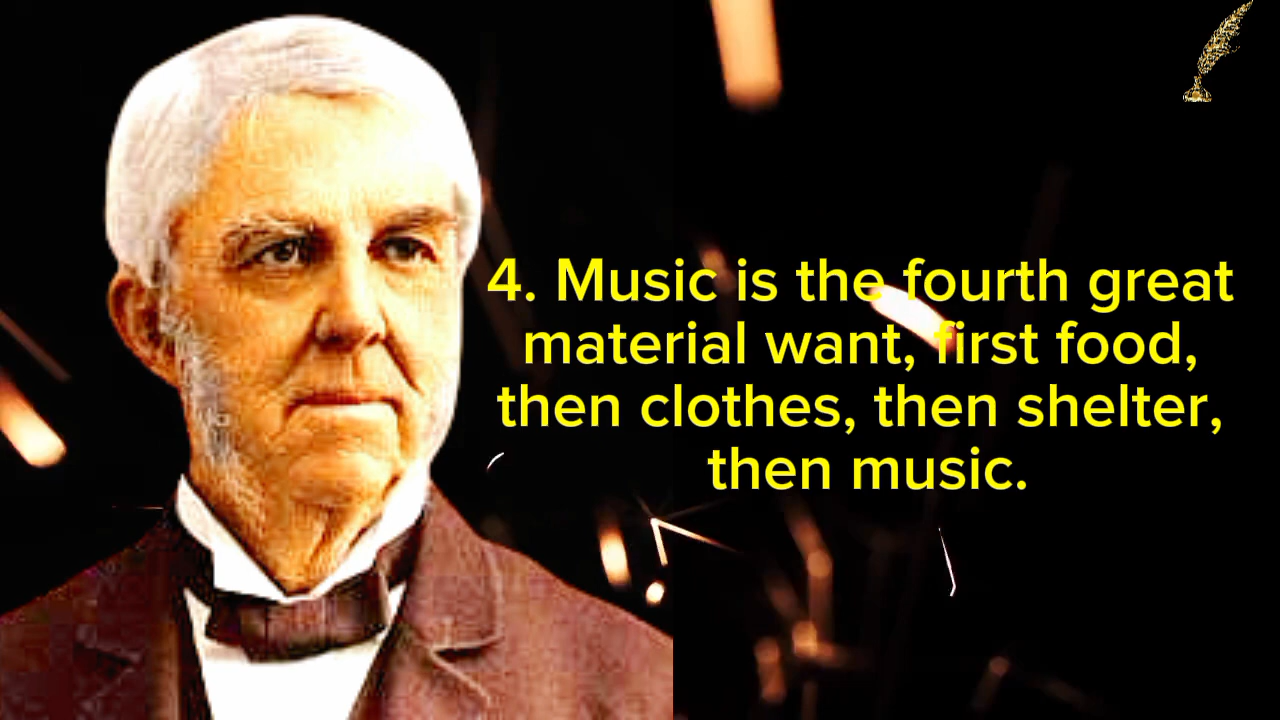 4. Music is the fourth great
material want, first food,
then clothes, then shelter,
then music.